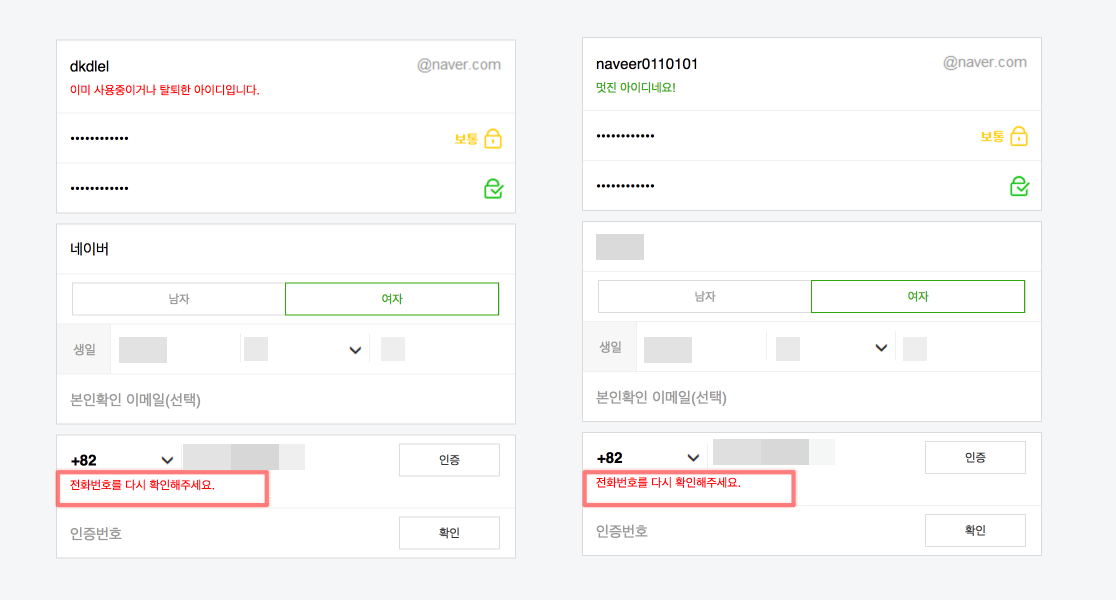 dkdlel @naver.com
이미 사용중이거나 탈퇴한 아이디입니다.
•••••••••••• 보통
••••••••••••
네이버
남자 여자
생일
본인확인 이메일(선택)
+82 인증
전화번호를 다시 확인해주세요.
인증번호 확인
naveer0110101 @naver.com
멋진 아이디네요!
•••••••••••• 보통
••••••••••••
남자 여자
생일
본인확인 이메일(선택)
+82 인증
전화번호를 다시 확인해주세요.
인증번호 확인